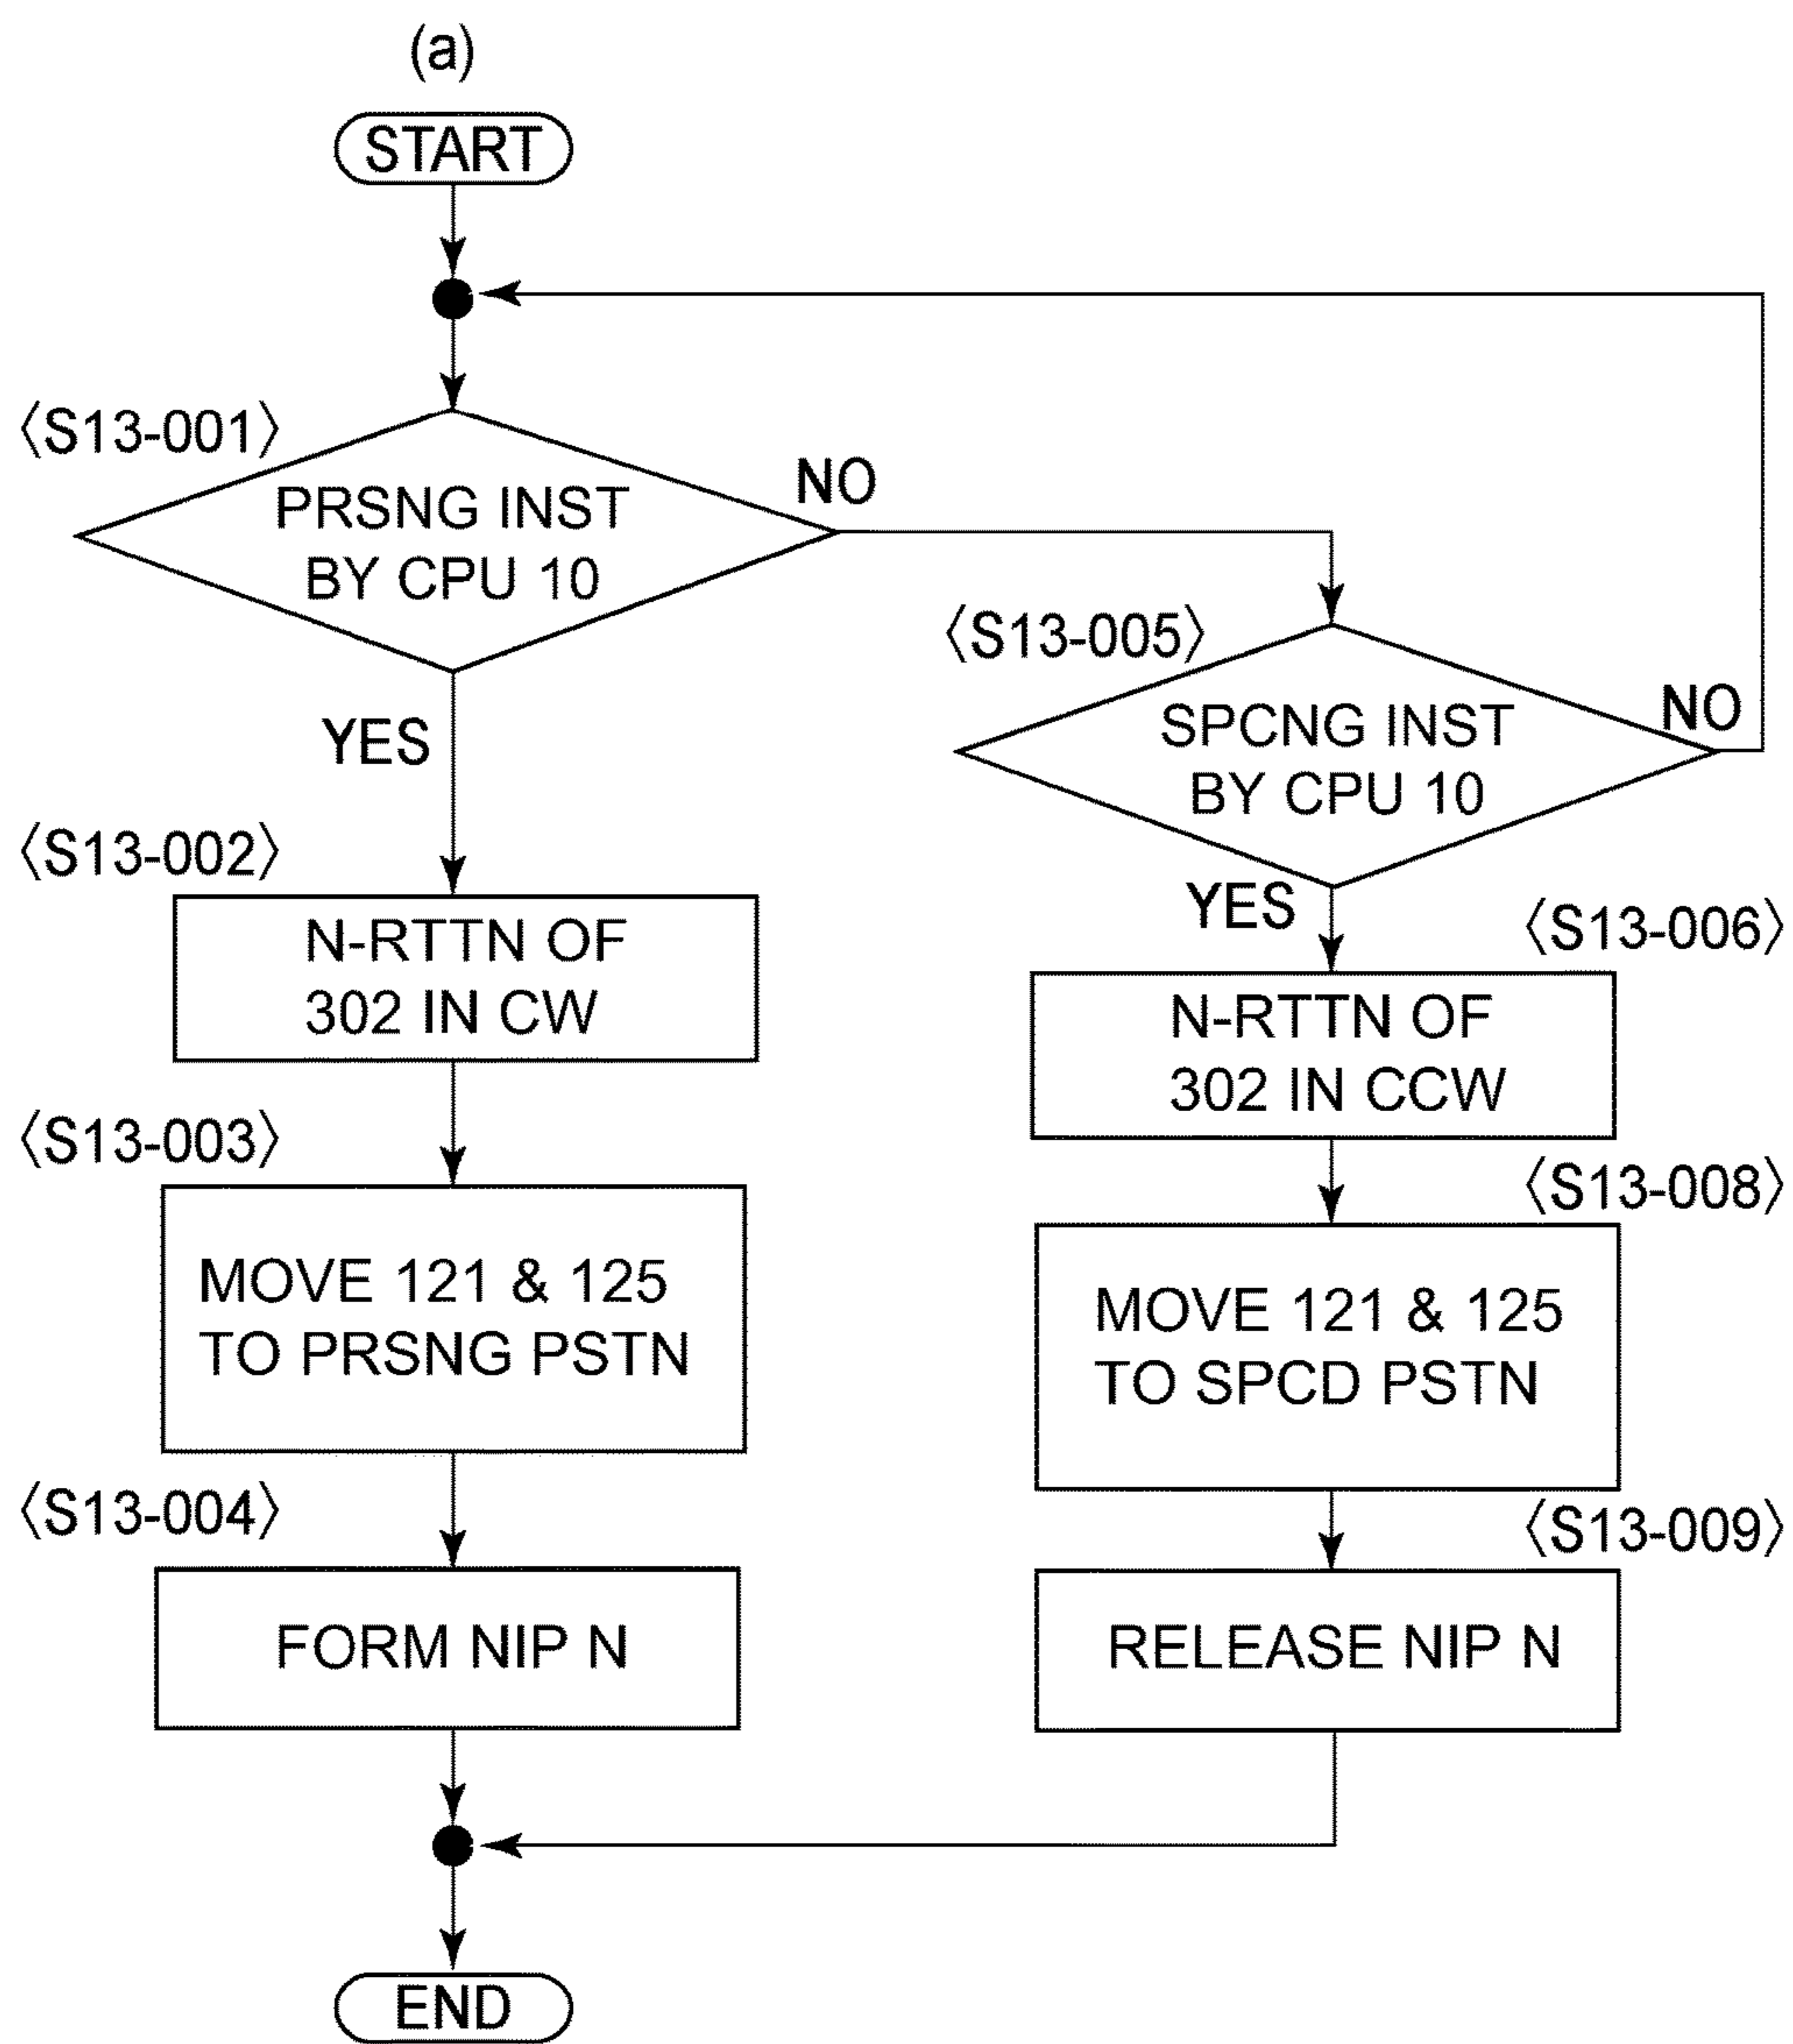 (a)
START
〈S13-001〉
PRSNG INST
BY CPU 10
NO
YES
〈S13-002〉
N-RTTN OF
302 IN CW
〈S13-003〉
MOVE 121 & 125
TO PRSNG PSTN
〈S13-004〉
FORM NIP N
〈S13-005〉
SPCNG INST
BY CPU 10
NO
YES
〈S13-006〉
N-RTTN OF
302 IN CCW
〈S13-008〉
MOVE 121 & 125
TO SPCD PSTN
〈S13-009〉
RELEASE NIP N
END